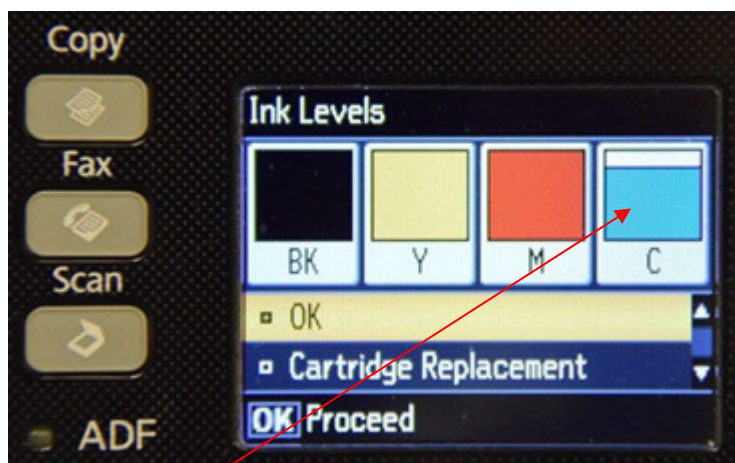 Copy
Fax
Scan
ADF
Ink Levels
BK Y M C
OK
Cartridge Replacement
OK Proceed